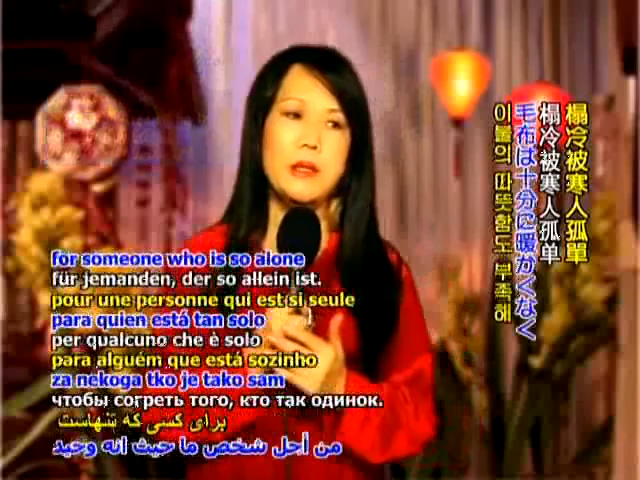 for someone who is so alone
für jemanden, der so allein ist.
pour une personne qui est si seule
para quien está tan solo
per qualcuno che è solo
para alguém que está sozinho
za nekoga tko je tako sam
чтобы согреть того, кто так одинок.
برای کسی که تنهاست
من أجل شخص ما حيث انه وحيد
榻冷被寒人孤單
榻冷被寒人孤单
毛布は十分に暖かくなく
이불의 따뜻함도 부족해